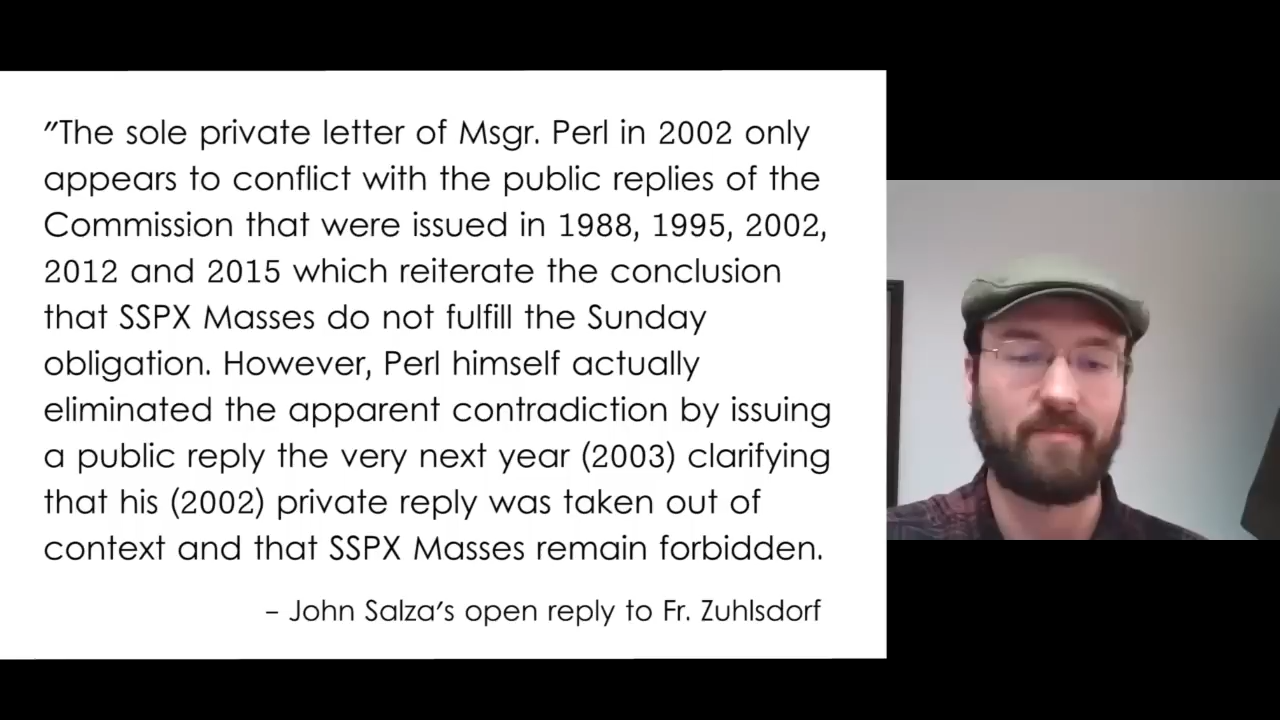 "The sole private letter of Msgr. Perl in 2002 only
appears to conflict with the public replies of the
Commission that were issued in 1988, 1995, 2002,
2012 and 2015 which reiterate the conclusion
that SSPX Masses do not fulfill the Sunday
obligation. However, Perl himself actually
eliminated the apparent contradiction by issuing
a public reply the very next year (2003) clarifying
that his (2002) private reply was taken out of
context and that SSPX Masses remain forbidden.
– John Salza's open reply to Fr. Zuhlsdorf